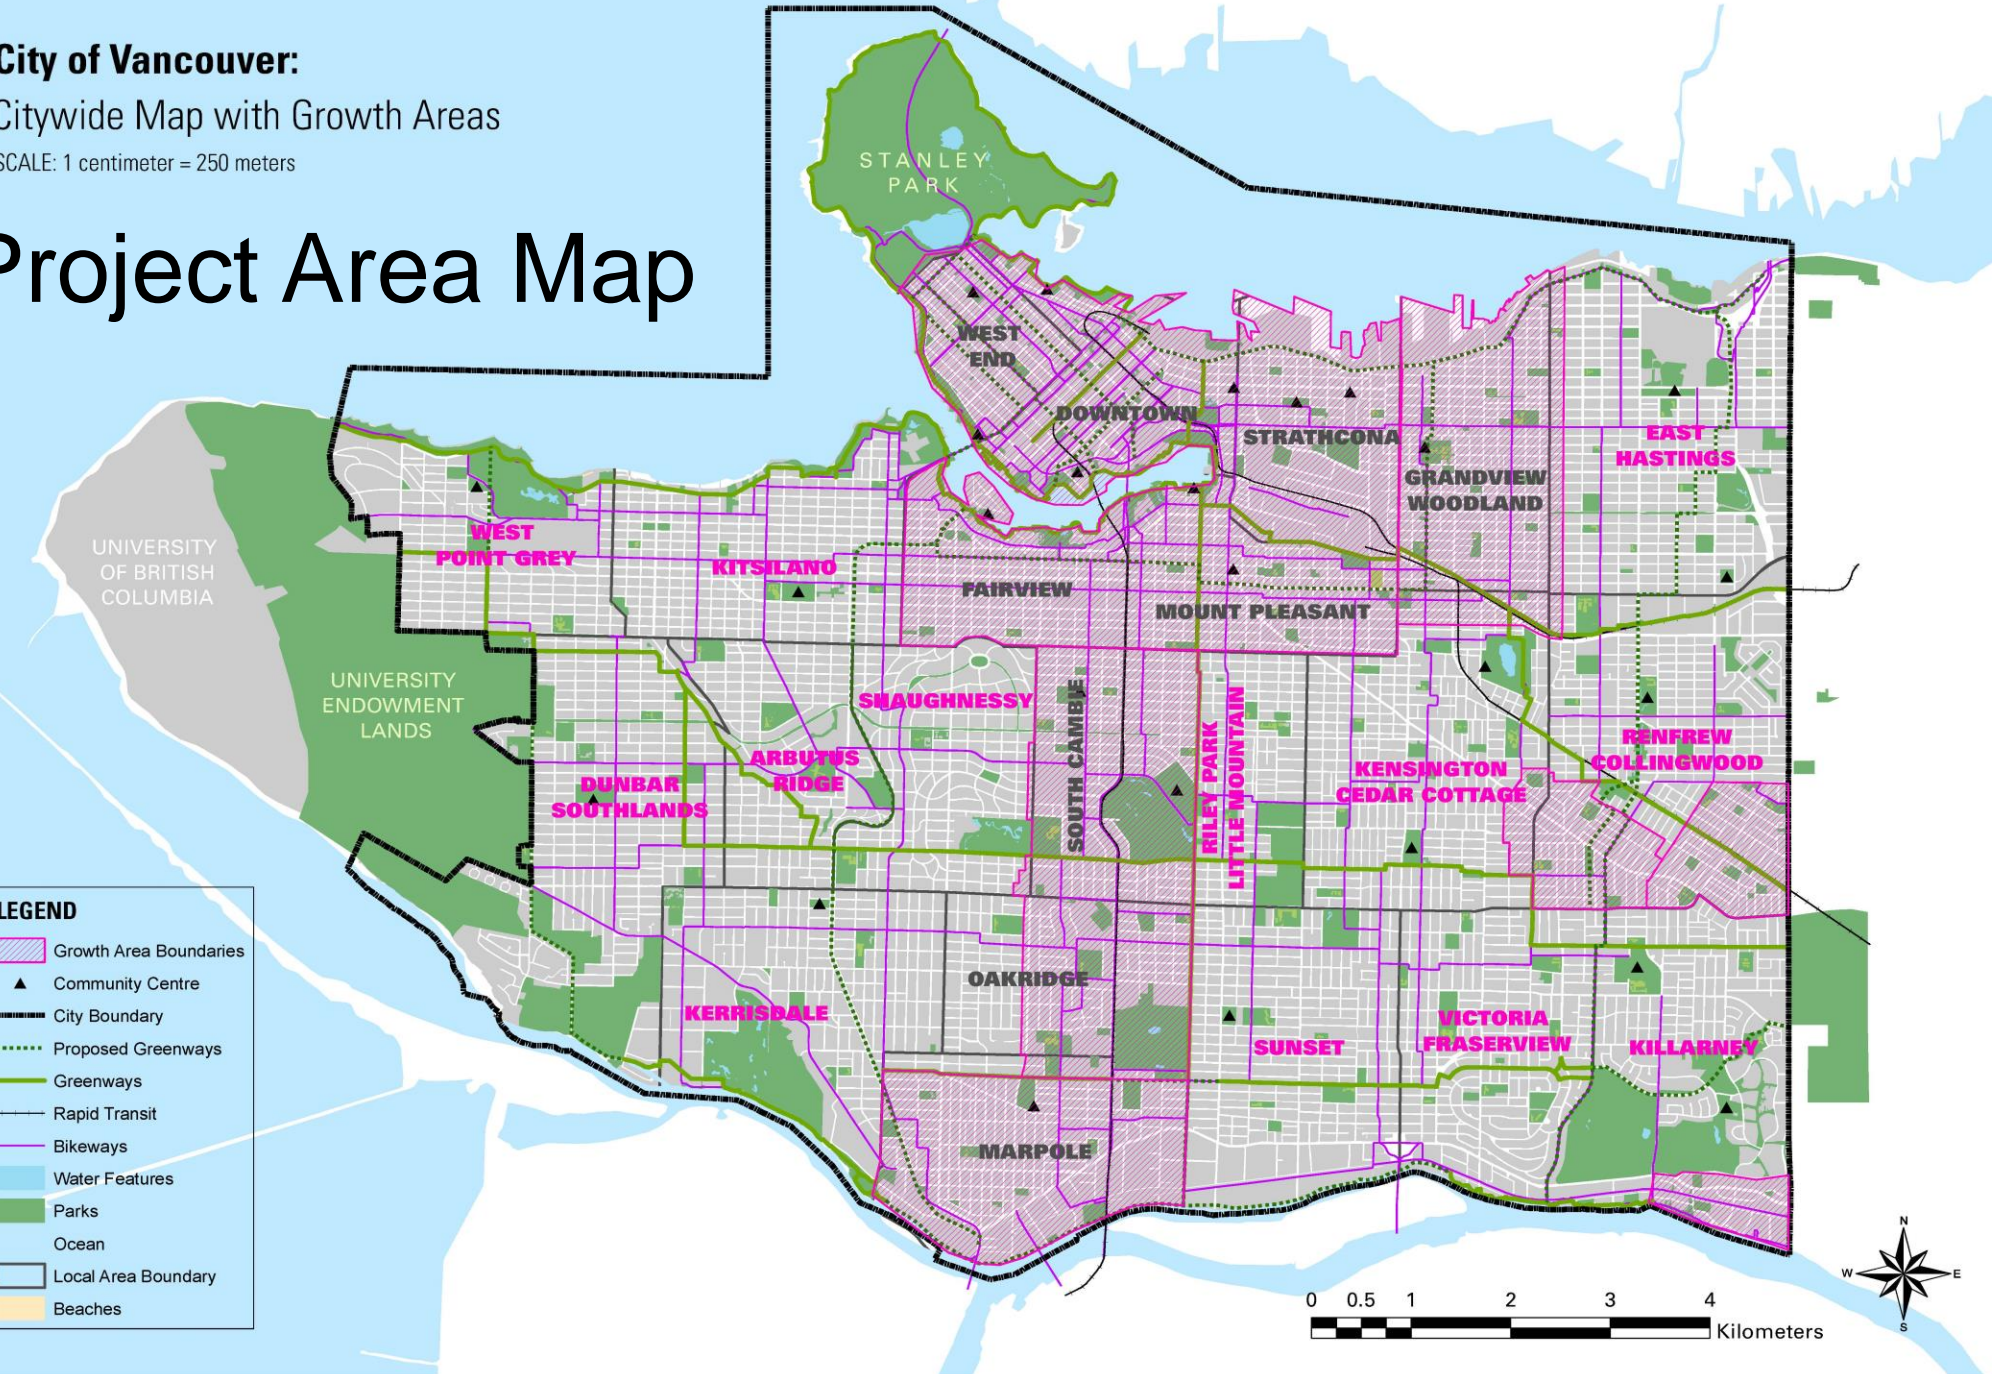 City of Vancouver:
Citywide Map with Growth Areas
SCALE: 1 centimeter = 250 meters
Project Area Map
STANLEY
PARK
WEST
END
DOWNTOWN
STRATHCONA
GRANDVIEW
WOODLAND
EAST
HASTINGS
UNIVERSITY
OF BRITISH
COLUMBIA
WEST
POINT GREY
KITSILANO
FAIRVIEW
MOUNT PLEASANT
UNIVERSITY
ENDOWMENT
LANDS
SHAUGHNESSY
SOUTH CAMBIE
RILEY PARK
LITTLE MOUNTAIN
ARBUTUS
RIDGE
DUNBAR
SOUTHLANDS
KENSINGTON
CEDAR COTTAGE
RENFREW
COLLINGWOOD
KERRISDALE
OAKRIDGE
SUNSET
VICTORIA
FRASERVIEW
KILLARNEY
MARPOLE
LEGEND
Growth Area Boundaries
Community Centre
City Boundary
Proposed Greenways
Greenways
Rapid Transit
Bikeways
Water Features
Parks
Ocean
Local Area Boundary
Beaches
0 0.5 1 2 3 4
Kilometers
N
W E
S